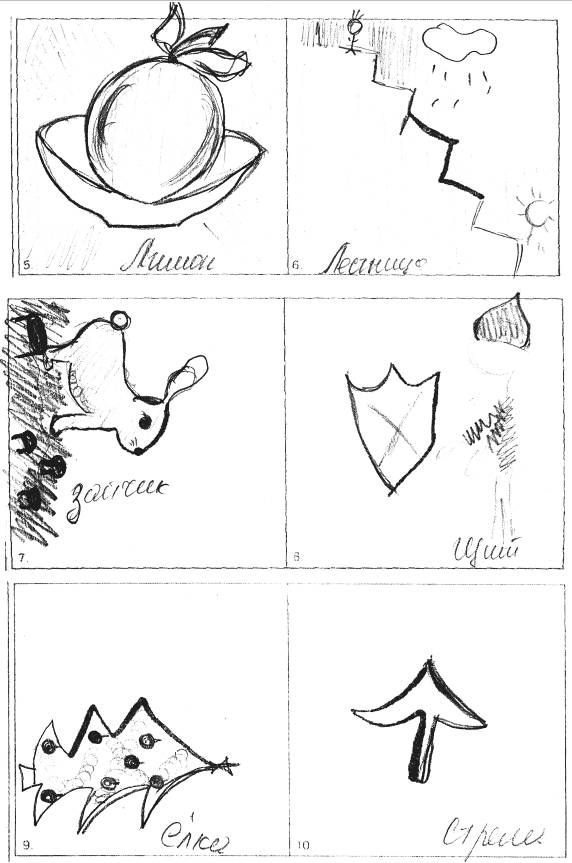 5. Лимон
6. Лестница
7. зайчик
8. Щит
9. Ёлка
10 Стрела